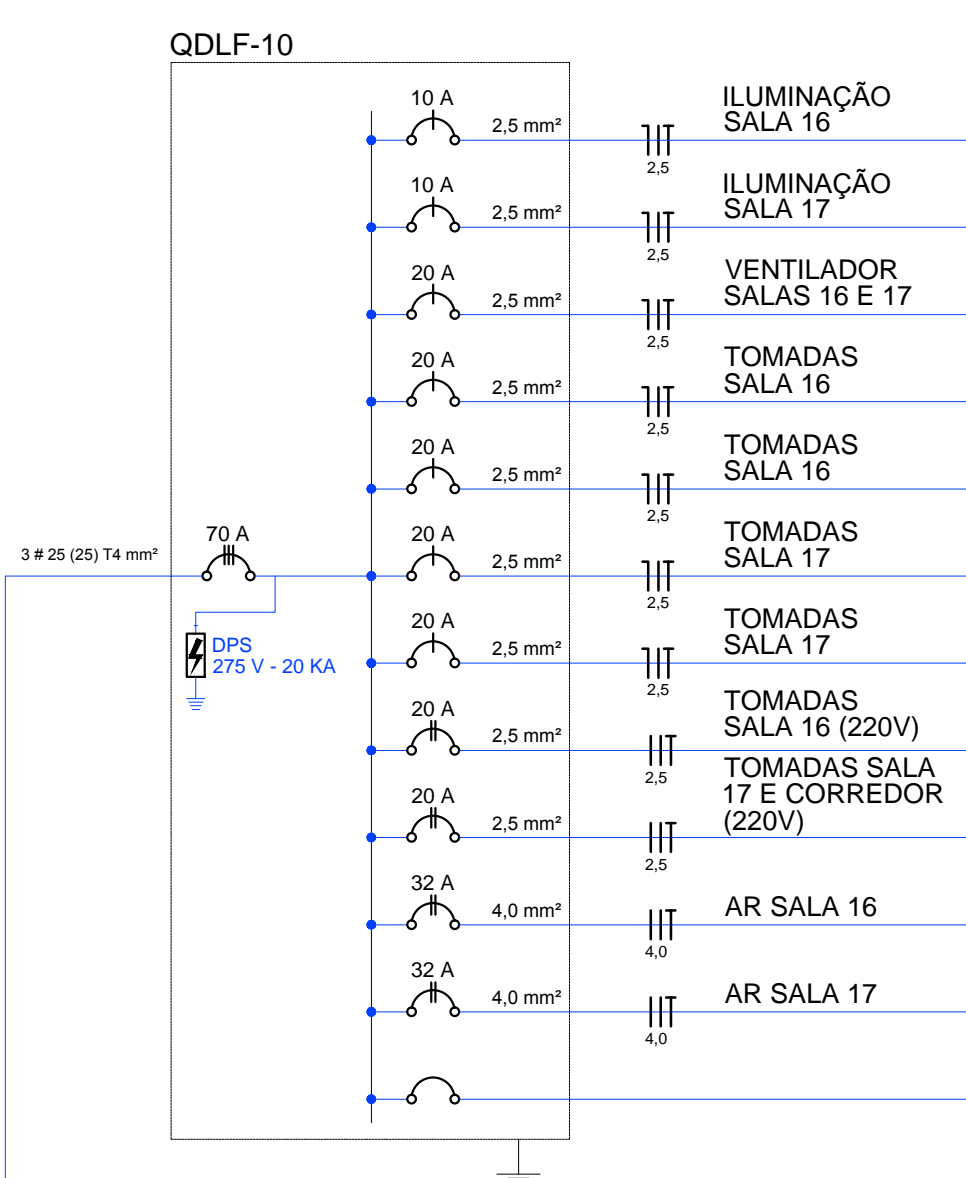 QDLF-10
10 A
2,5 mm²
2,5
ILUMINAÇÃO
SALA 16
10 A
2,5 mm²
2,5
ILUMINAÇÃO
SALA 17
20 A
2,5 mm²
2,5
VENTILADOR
SALAS 16 E 17
20 A
2,5 mm²
2,5
TOMADAS
SALA 16
20 A
2,5 mm²
2,5
TOMADAS
SALA 16
3 # 25 (25) T4 mm²
70 A
20 A
2,5 mm²
2,5
TOMADAS
SALA 17
DPS
275 V - 20 KA
20 A
2,5 mm²
2,5
TOMADAS
SALA 17
20 A
2,5 mm²
2,5
TOMADAS
SALA 16 (220V)
20 A
2,5 mm²
2,5
TOMADAS SALA
17 E CORREDOR
(220V)
32 A
4,0 mm²
4,0
AR SALA 16
32 A
4,0 mm²
4,0
AR SALA 17